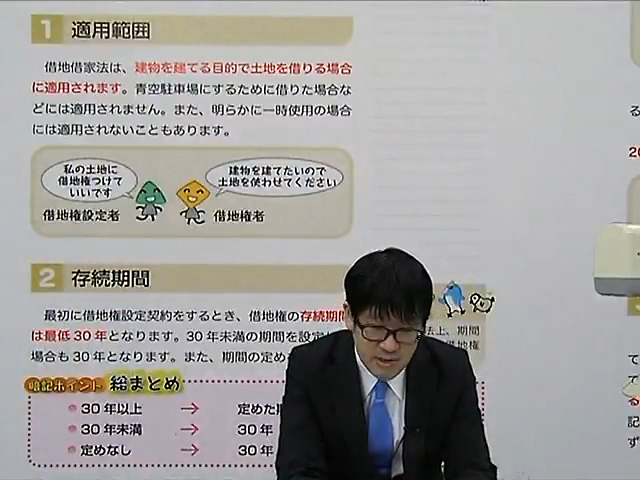 1 適用範囲
借地借家法は、建物を建てる目的で土地を借りる場合
に適用されます。青空駐車場にするために借りた場合な
どには適用されません。また、明らかに一時使用の場合
には適用されないこともあります。
私の土地に
借地権つけて
いいです
建物を建てたいので
土地を使わせてください
借地権設定者
借地権者
2 存続期間
最初に借地権設定契約をするとき、借地権の存続期間
は最低30年となります。30年未満の期間を設定
法上、期間
場合も30年となります。また、期間の定め
借地権
暗記ポイント 総まとめ
30年以上 → 定めた
30年未満 → 30年
定めなし → 30年